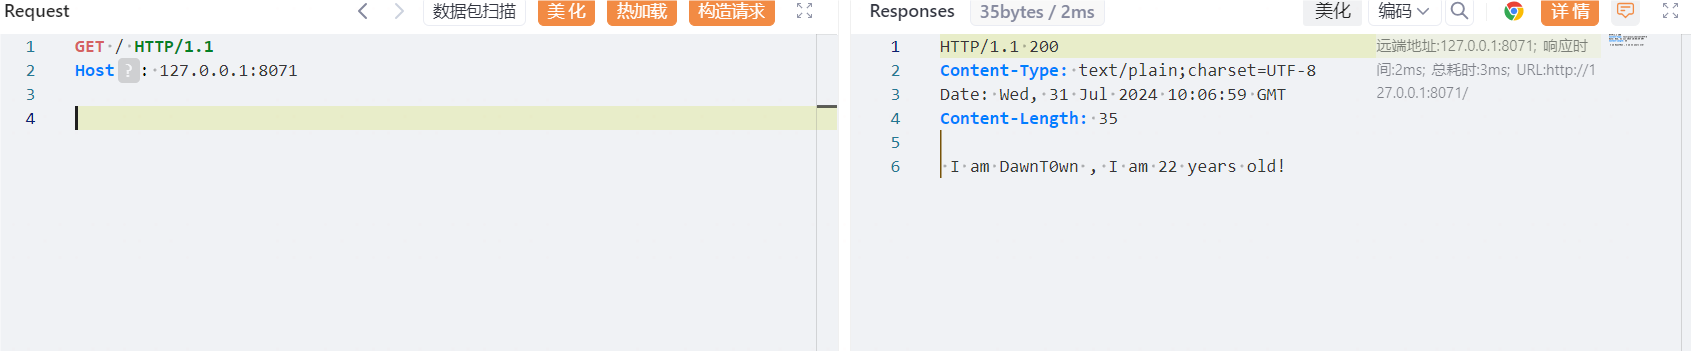 Request
数据包扫描
美化
热加载
构造请求
1 GET / HTTP/1.1
2 Host ? : 127.0.0.1:8071
3
4
Responses
35bytes / 2ms
美化
编码
详情
1 HTTP/1.1 200
2 Content-Type: text/plain;charset=UTF-8
3 Date: Wed, 31 Jul 2024 10:06:59 GMT
4 Content-Length: 35
5
6 I am DawnT0wn , I am 22 years old!
远端地址:127.0.0.1:8071; 响应时
间:2ms; 总耗时:3ms; URL:http://1
27.0.0.1:8071/